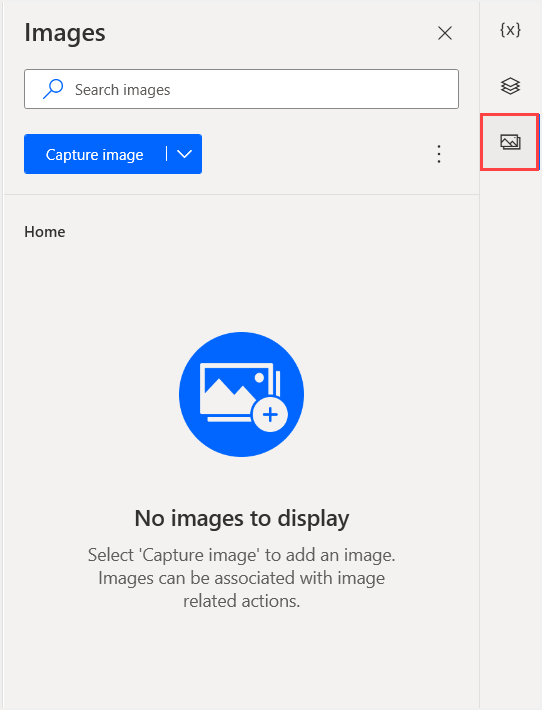 Images
{x}
Search images
Capture image
Home
No images to display
Select 'Capture image' to add an image.
Images can be associated with image
related actions.